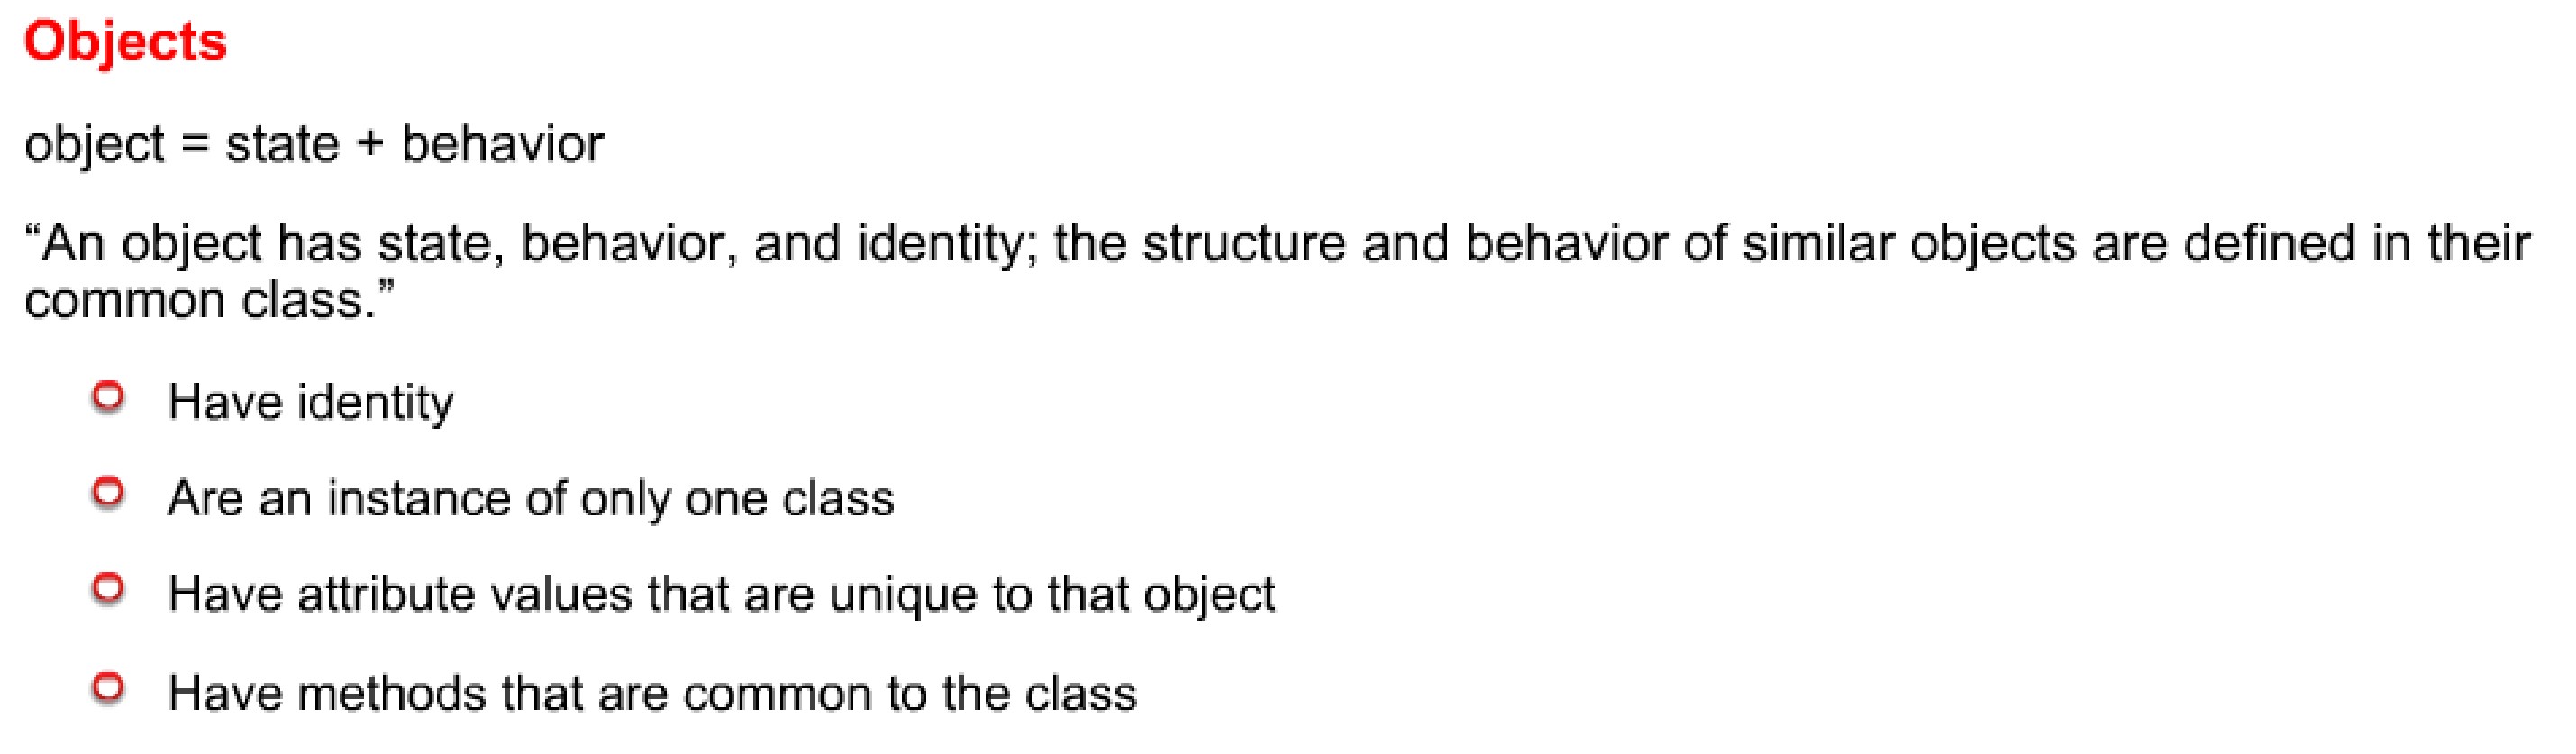 Objects
object = state + behavior
“An object has state, behavior, and identity; the structure and behavior of similar objects are defined in their
common class.”
Have identity
Are an instance of only one class
Have attribute values that are unique to that object
Have methods that are common to the class